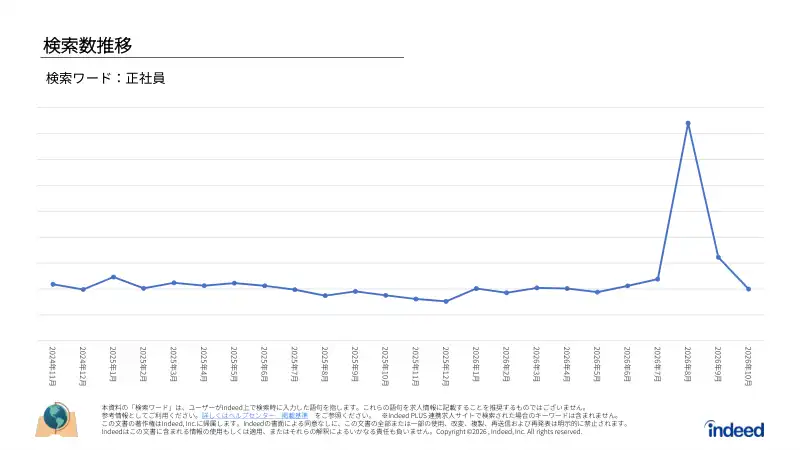 検索数推移
検索ワード：正社員
2024年11月
2024年12月
2025年1月
2025年2月
2025年3月
2025年4月
2025年5月
2025年6月
2025年7月
2025年8月
2025年9月
2025年10月
2025年11月
2025年12月
2026年1月
2026年2月
2026年3月
2026年4月
2026年5月
2026年6月
2026年7月
2026年8月
2026年9月
2026年10月
本資料の「検索ワード」は、ユーザーがIndeed上で検索時に入力した語句を指します。これらの語句を求人情報に記載することを推奨するものではございません。
参考情報としてご利用ください。詳しくはヘルプセンター 掲載基準 をご参照ください。 ※Indeed PLUS 連携求人サイトで検索された場合のキーワードは含まれません。
この文書の著作権はIndeed, Inc.に帰属します。Indeedの書面による同意なしに、この文書の全部または一部の使用、改変、複製、再送信および再発表は明示的に禁止されます。
Indeedはこの文書に含まれる情報の使用もしくは適用、またはそれらの解釈によるいかなる責任も負いません。Copyright ©2026 , Indeed, Inc. All rights reserved.
indeed